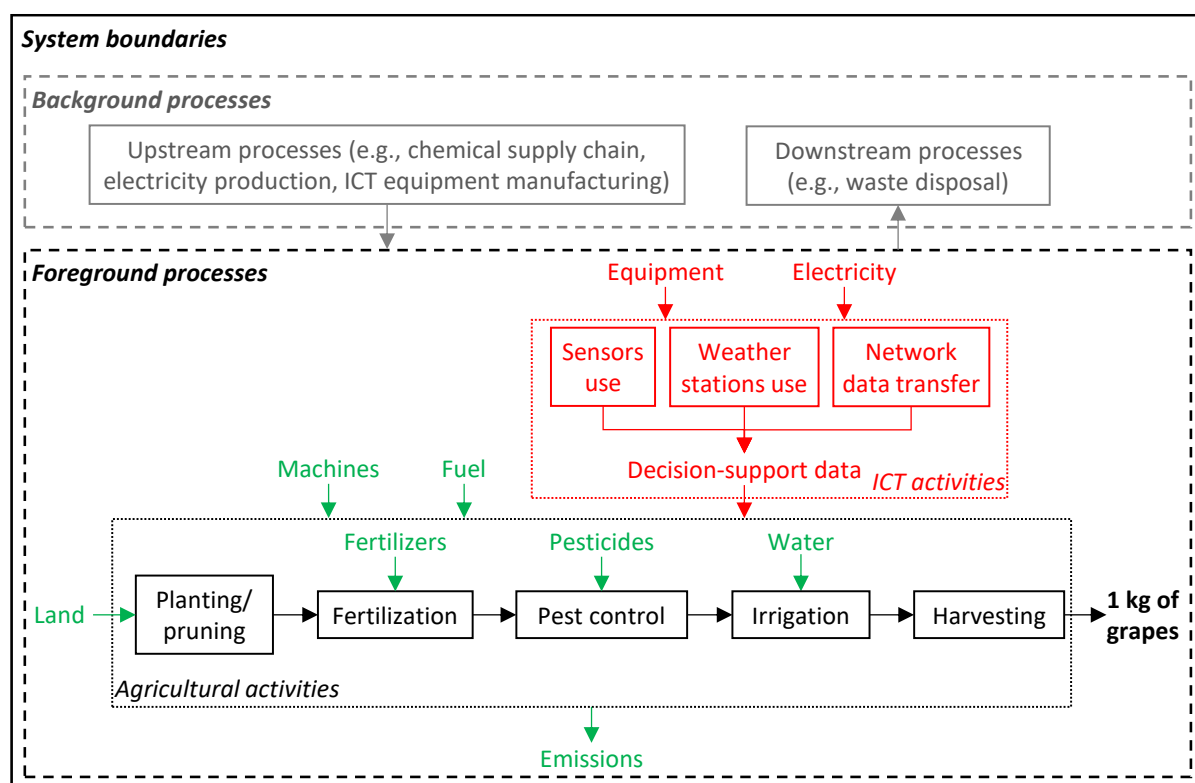 System boundaries
Background processes
Upstream processes (e.g., chemical supply chain,
electricity production, ICT equipment manufacturing)
Downstream processes
(e.g., waste disposal)
Foreground processes
Equipment
Electricity
Sensors
use
Weather
stations use
Network
data transfer
Decision-support data
ICT activities
Machines
Fuel
Fertilizers
Pesticides
Water
Land
Planting/
pruning
Fertilization
Pest control
Irrigation
Harvesting
1 kg of
grapes
Agricultural activities
Emissions